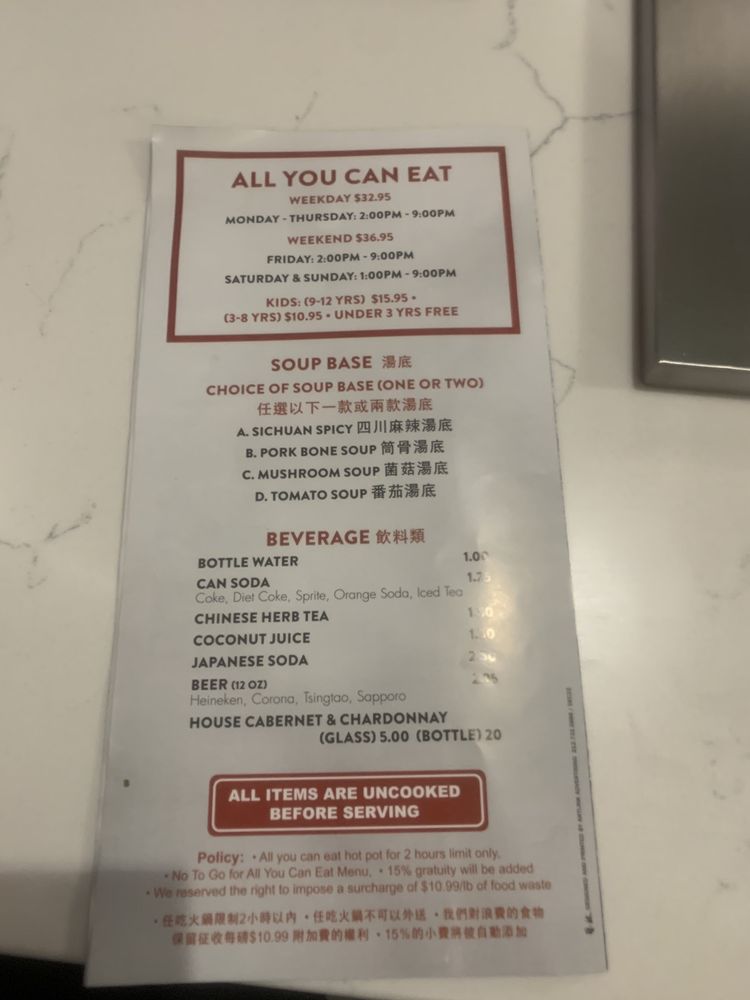 ALL YOU CAN EAT
WEEKDAY $32.95
MONDAY - THURSDAY: 2:00PM - 9:00PM
WEEKEND $36.95
FRIDAY: 2:00PM - 9:00PM
SATURDAY & SUNDAY: 1:00PM - 9:00PM
KIDS: (9-12 YRS) $15.95 •
(3-8 YRS) $10.95 • UNDER 3 YRS FREE
SOUP BASE 湯底
CHOICE OF SOUP BASE (ONE OR TWO)
任選以下一款或兩款湯底
A. SICHUAN SPICY 四川麻辣湯底
B. PORK BONE SOUP 筒骨湯底
C. MUSHROOM SOUP 菌菇湯底
D. TOMATO SOUP 番茄湯底
BEVERAGE 飲料類
BOTTLE WATER 1.00
CAN SODA
Coke, Diet Coke, Sprite, Orange Soda, Iced Tea
CHINESE HERB TEA
COCONUT JUICE
JAPANESE SODA
BEER (12 OZ)
Heineken, Corona, Tsingtao, Sapporo
HOUSE CABERNET & CHARDONNAY
(GLASS) 5.00 (BOTTLE) 20
ALL ITEMS ARE UNCOOKED
BEFORE SERVING
Policy: • All you can eat hot pot for 2 hours limit only.
• No To Go for All You Can Eat Menu. • 15% gratuity will be added
• We reserved the right to impose a surcharge of $10.99/lb of food waste
• 任吃火鍋限制2小時以內 • 任吃火鍋不可以外送 • 我們對浪費的食物
保留征收每磅$10.99 附加費的權利 • 15%的小費將被自動添加
DESIGNED AND PRINTED BY